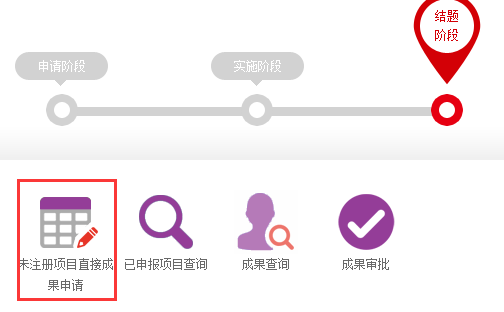 结题
阶段
申请阶段
实施阶段
未注册项目直接成
果申请
已申报项目查询
成果查询
成果审批